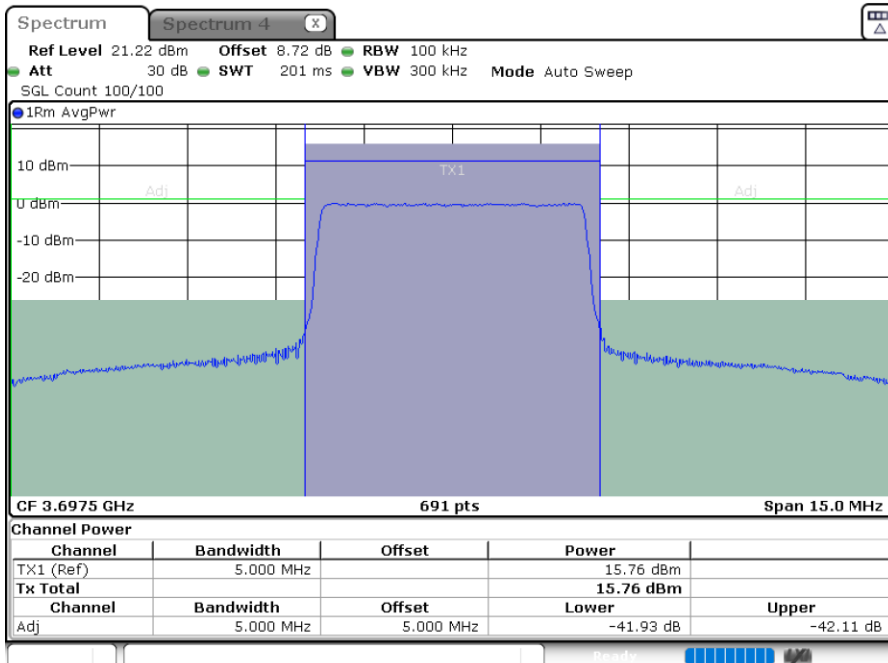 Spectrum Spectrum 4 X
Ref Level 21.22 dBm Offset 8.72 dB RBW 100 kHz
Att 30 dB SWT 201 ms VBW 300 kHz Mode Auto Sweep
SGL Count 100/100
1Rm AvgPwr
10 dBm
TX1
Adj Adj
0 dBm
-10 dBm
-20 dBm
CF 3.6975 GHz 691 pts Span 15.0 MHz
Channel Power
Channel Bandwidth Offset Power
TX1 (Ref) 5.000 MHz 15.76 dBm
Tx Total 15.76 dBm
Channel Bandwidth Offset Lower Upper
Adj 5.000 MHz 5.000 MHz -41.93 dB -42.11 dB
Ready